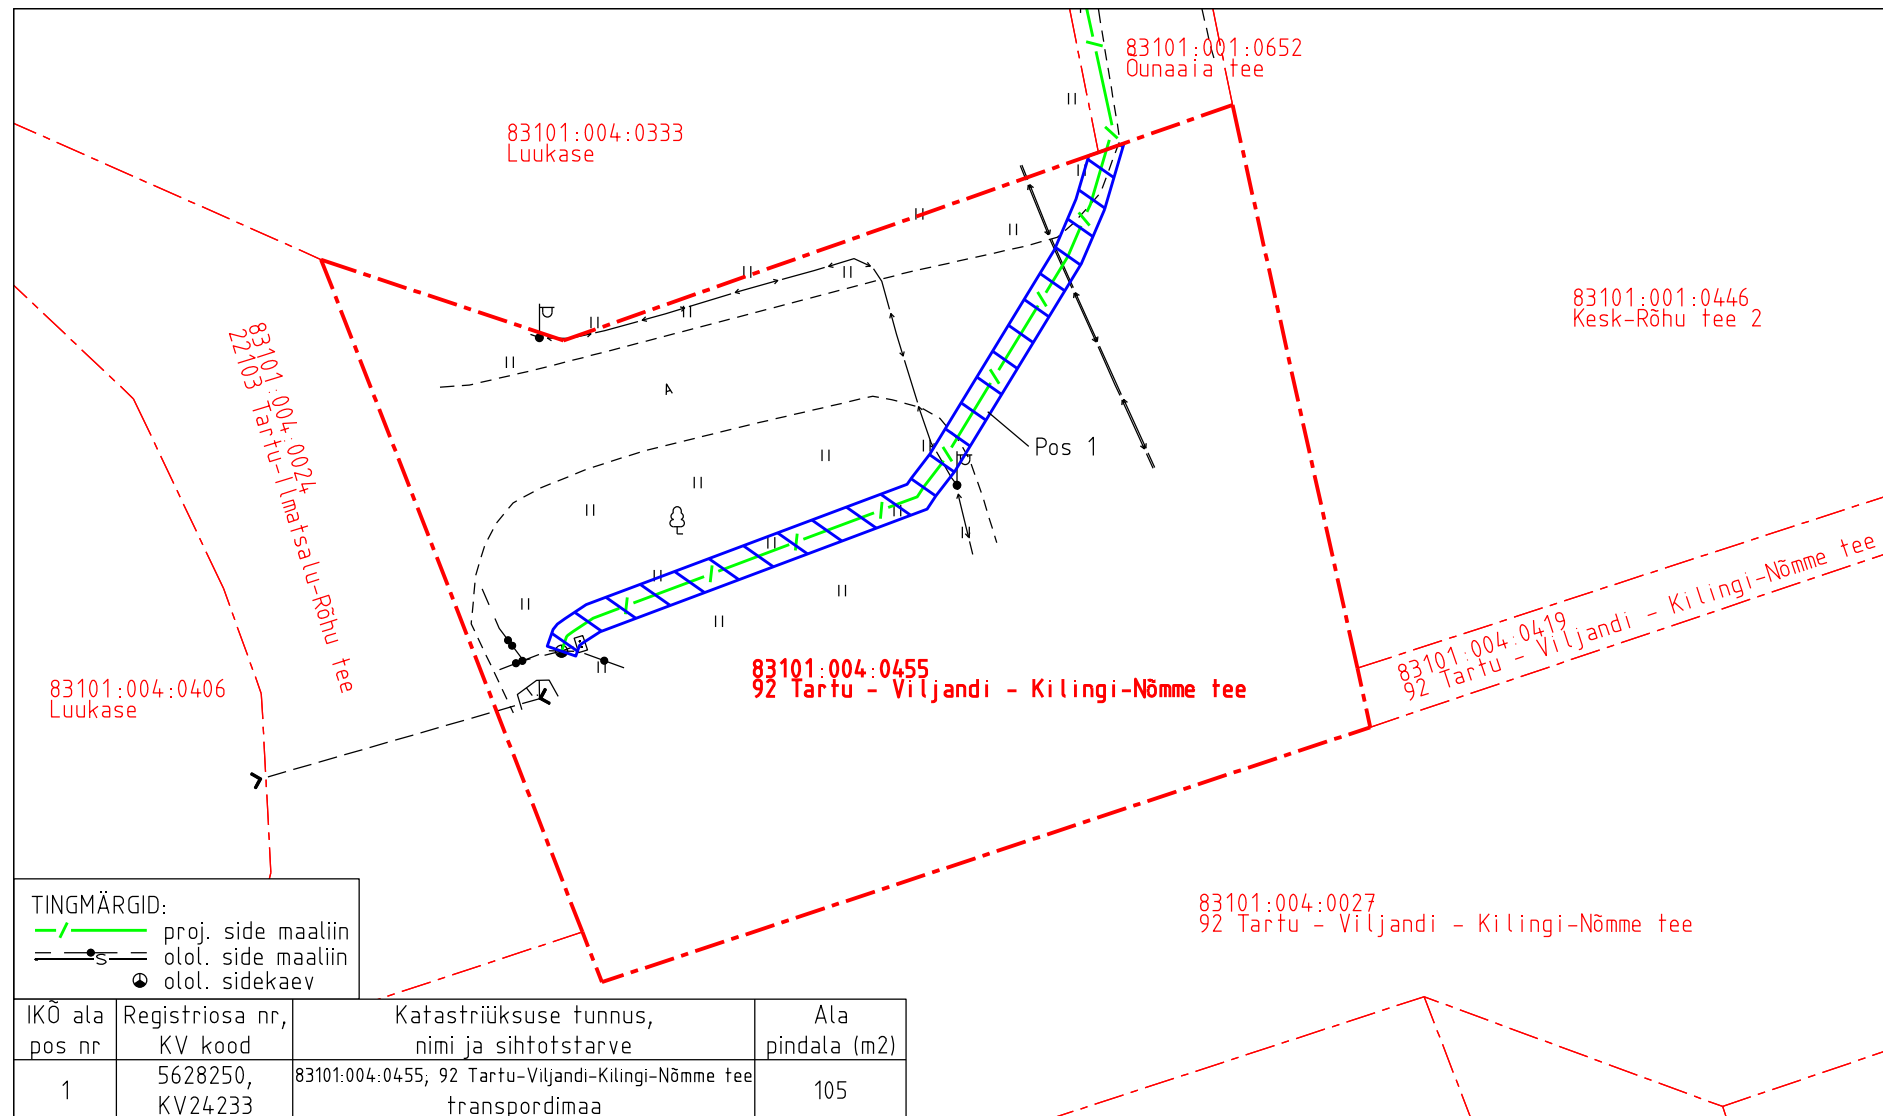 83101:001:0652
Õunaaia tee
83101:004:0333
Luukase
83101:001:0446
Kesk-Rõhu tee 2
83101:004:0024
22103 Tartu-Ilmatsalu-Rõhu tee
Pos 1
83101:004:0419
92 Tartu - Viljandi - Kilingi-Nõmme tee
83101:004:0455
92 Tartu - Viljandi - Kilingi-Nõmme tee
83101:004:0406
Luukase
83101:004:0027
92 Tartu - Viljandi - Kilingi-Nõmme tee
TINGMÄRGID:
proj. side maaliin
S olol. side maaliin
olol. sidekaev
IKÕ ala
pos nr
Registriosa nr,
KV kood
Katastriüksuse tunnus,
nimi ja sihtotstarve
Ala
pindala (m2)
1
5628250,
KV24233
83101:004:0455; 92 Tartu-Viljandi-Kilingi-Nõmme tee
transpordimaa
105